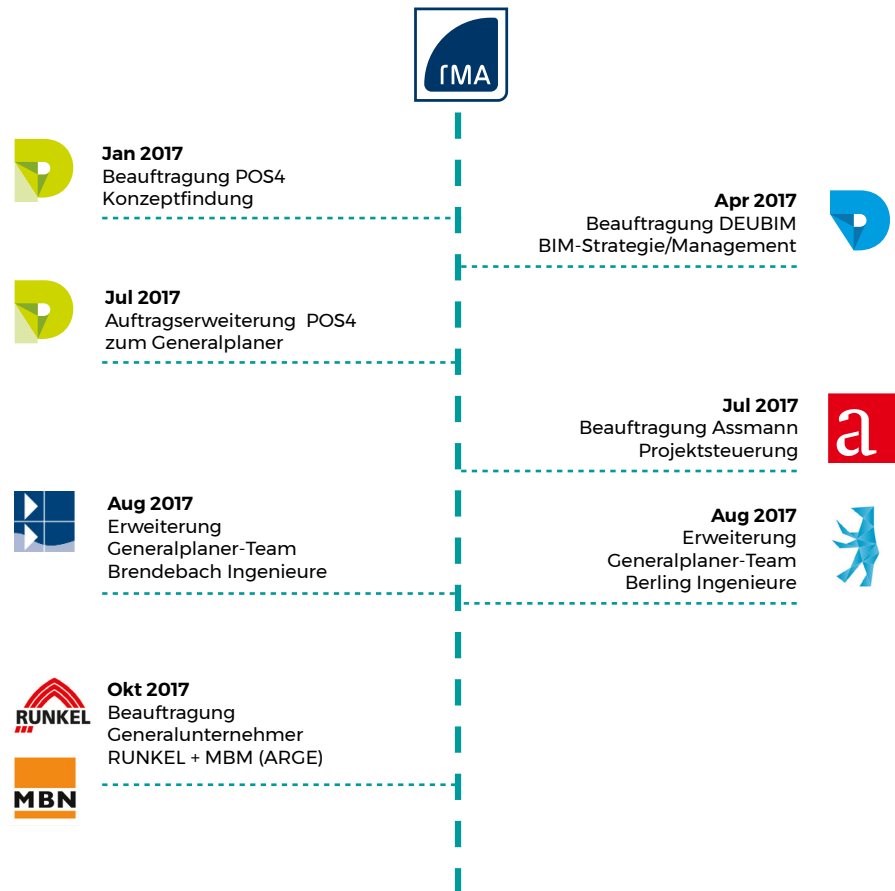 rMA
Jan 2017
Beauftragung POS4
Konzeptfindung
Apr 2017
Beauftragung DEUBIM
BIM-Strategie/Management
Jul 2017
Auftragserweiterung POS4
zum Generalplaner
Jul 2017
Beauftragung Assmann
Projektsteuerung
a
Aug 2017
Erweiterung
Generalplaner-Team
Brendebach Ingenieure
Aug 2017
Erweiterung
Generalplaner-Team
Berling Ingenieure
RUNKEL
Okt 2017
Beauftragung
Generalunternehmer
RUNKEL + MBM (ARGE)
MBN